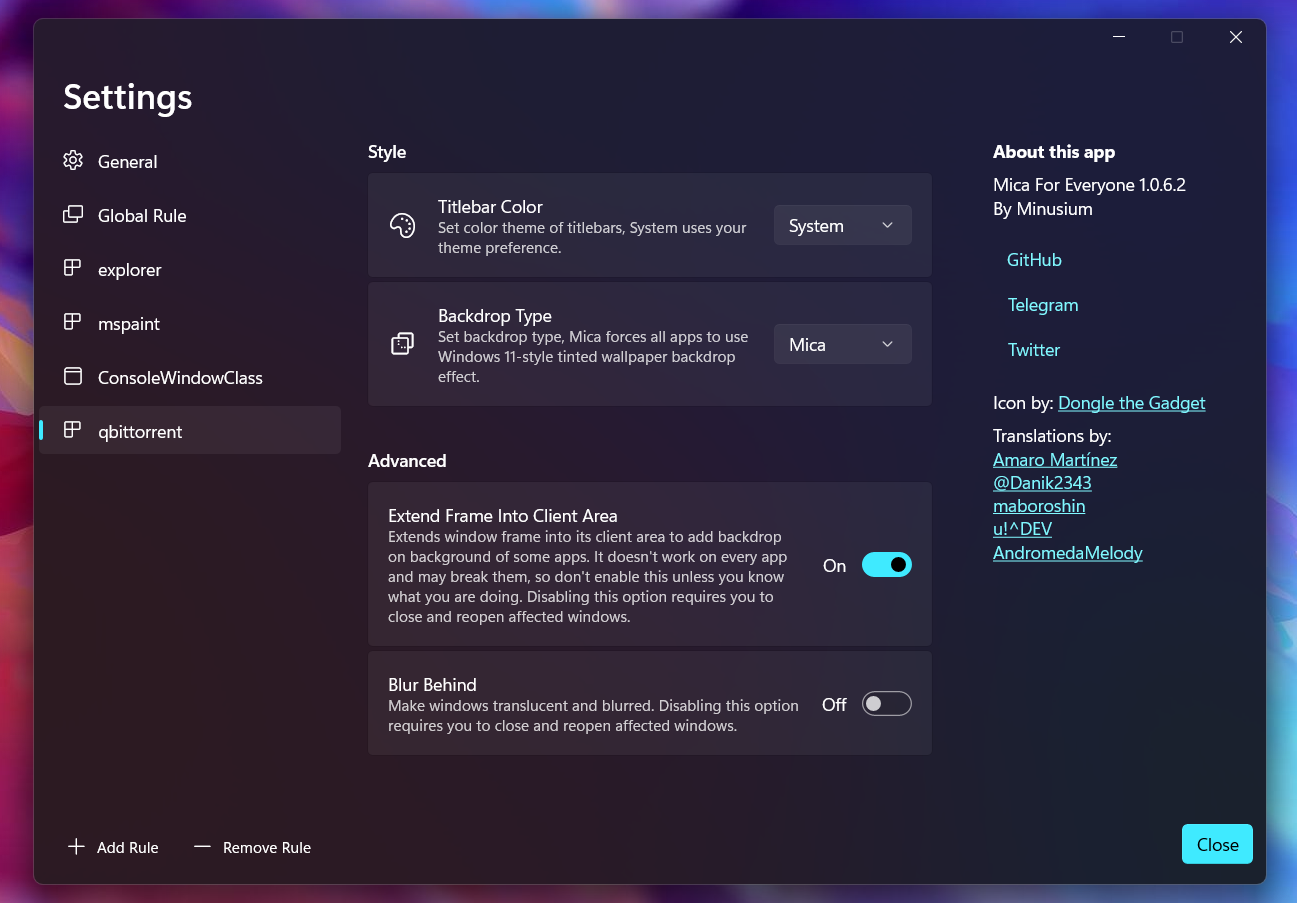 Settings
General
Global Rule
explorer
mspaint
ConsoleWindowClass
qbittorrent
Add Rule
Remove Rule
Style
Titlebar Color
Set color theme of titlebars, System uses your
theme preference.
System
Backdrop Type
Set backdrop type, Mica forces all apps to use
Windows 11-style tinted wallpaper backdrop
effect.
Mica
Advanced
Extend Frame Into Client Area
Extends window frame into its client area to add backdrop
on background of some apps. It doesn't work on every app
and may break them, so don't enable this unless you know
what you are doing. Disabling this option requires you to
close and reopen affected windows.
On
Blur Behind
Make windows translucent and blurred. Disabling this option
requires you to close and reopen affected windows.
Off
About this app
Mica For Everyone 1.0.6.2
By Minusium
GitHub
Telegram
Twitter
Icon by: Dongle the Gadget
Translations by:
Amaro Martínez
@Danik2343
maboroshin
u!^DEV
AndromedaMelody
Close